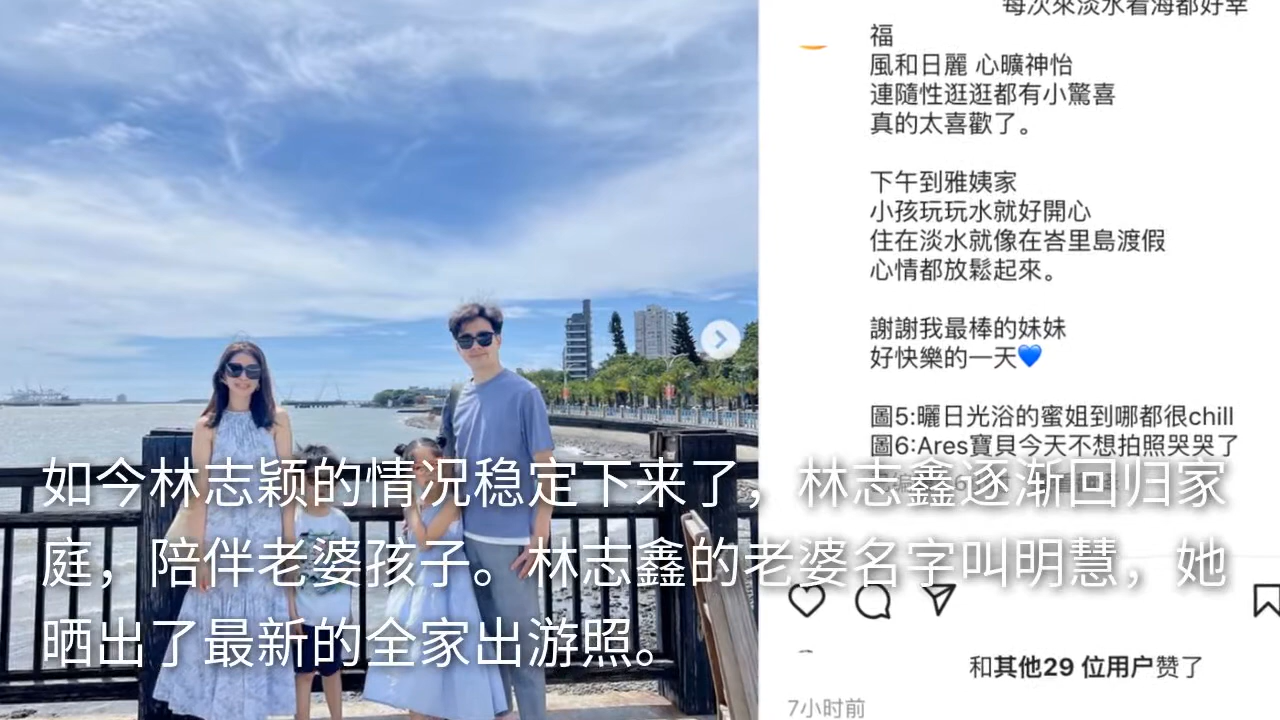 每次來淡水看海都好幸
福
風和日麗 心曠神怡
連隨性逛逛都有小驚喜
真的太喜歡了。
下午到雅姨家
小孩玩玩水就好開心
住在淡水就像在峇里島渡假
心情都放鬆起來。
謝謝我最棒的妹妹
好快樂的一天💙
圖5:曬日光浴的蜜姐到哪都很chill
圖6:Ares寶貝今天不想拍照哭哭了
如今林志颖的情况稳定下来了，林志鑫逐渐回归家
庭，陪伴老婆孩子。林志鑫的老婆名字叫明慧，她
晒出了最新的全家出游照。
和其他29 位用户赞了
7小时前